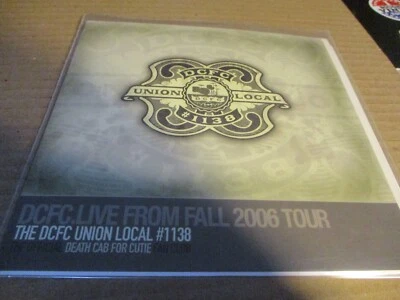 DCFC
UNION LOCAL
DCFC
#1138
DCFC.LIVE FROM FALL 2006 TOUR
THE DCFC UNION LOCAL #1138
DEATH CAB FOR CUTIE